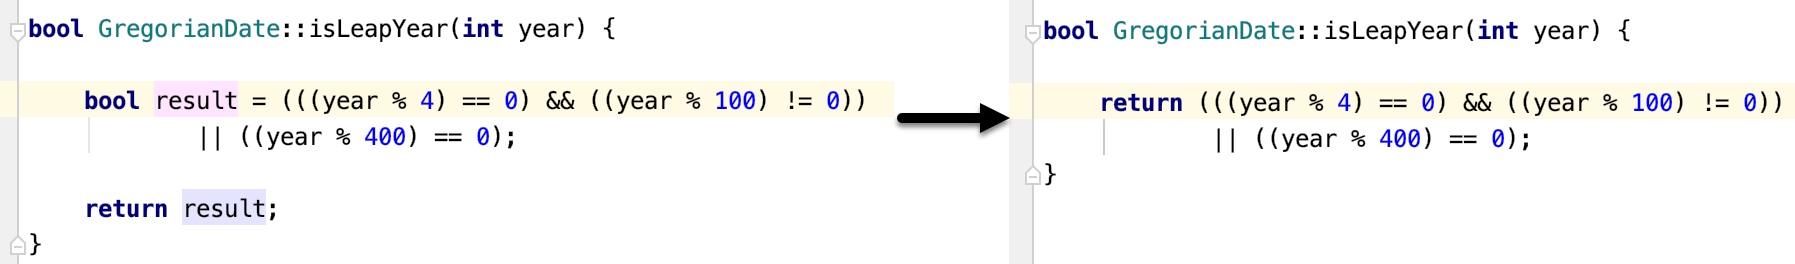 bool GregorianDate::isLeapYear(int year) {
bool result = (((year % 4) == 0) && ((year % 100) != 0))
|| ((year % 400) == 0);
return result;
}
bool GregorianDate::isLeapYear(int year) {
return (((year % 4) == 0) && ((year % 100) != 0))
|| ((year % 400) == 0);
}